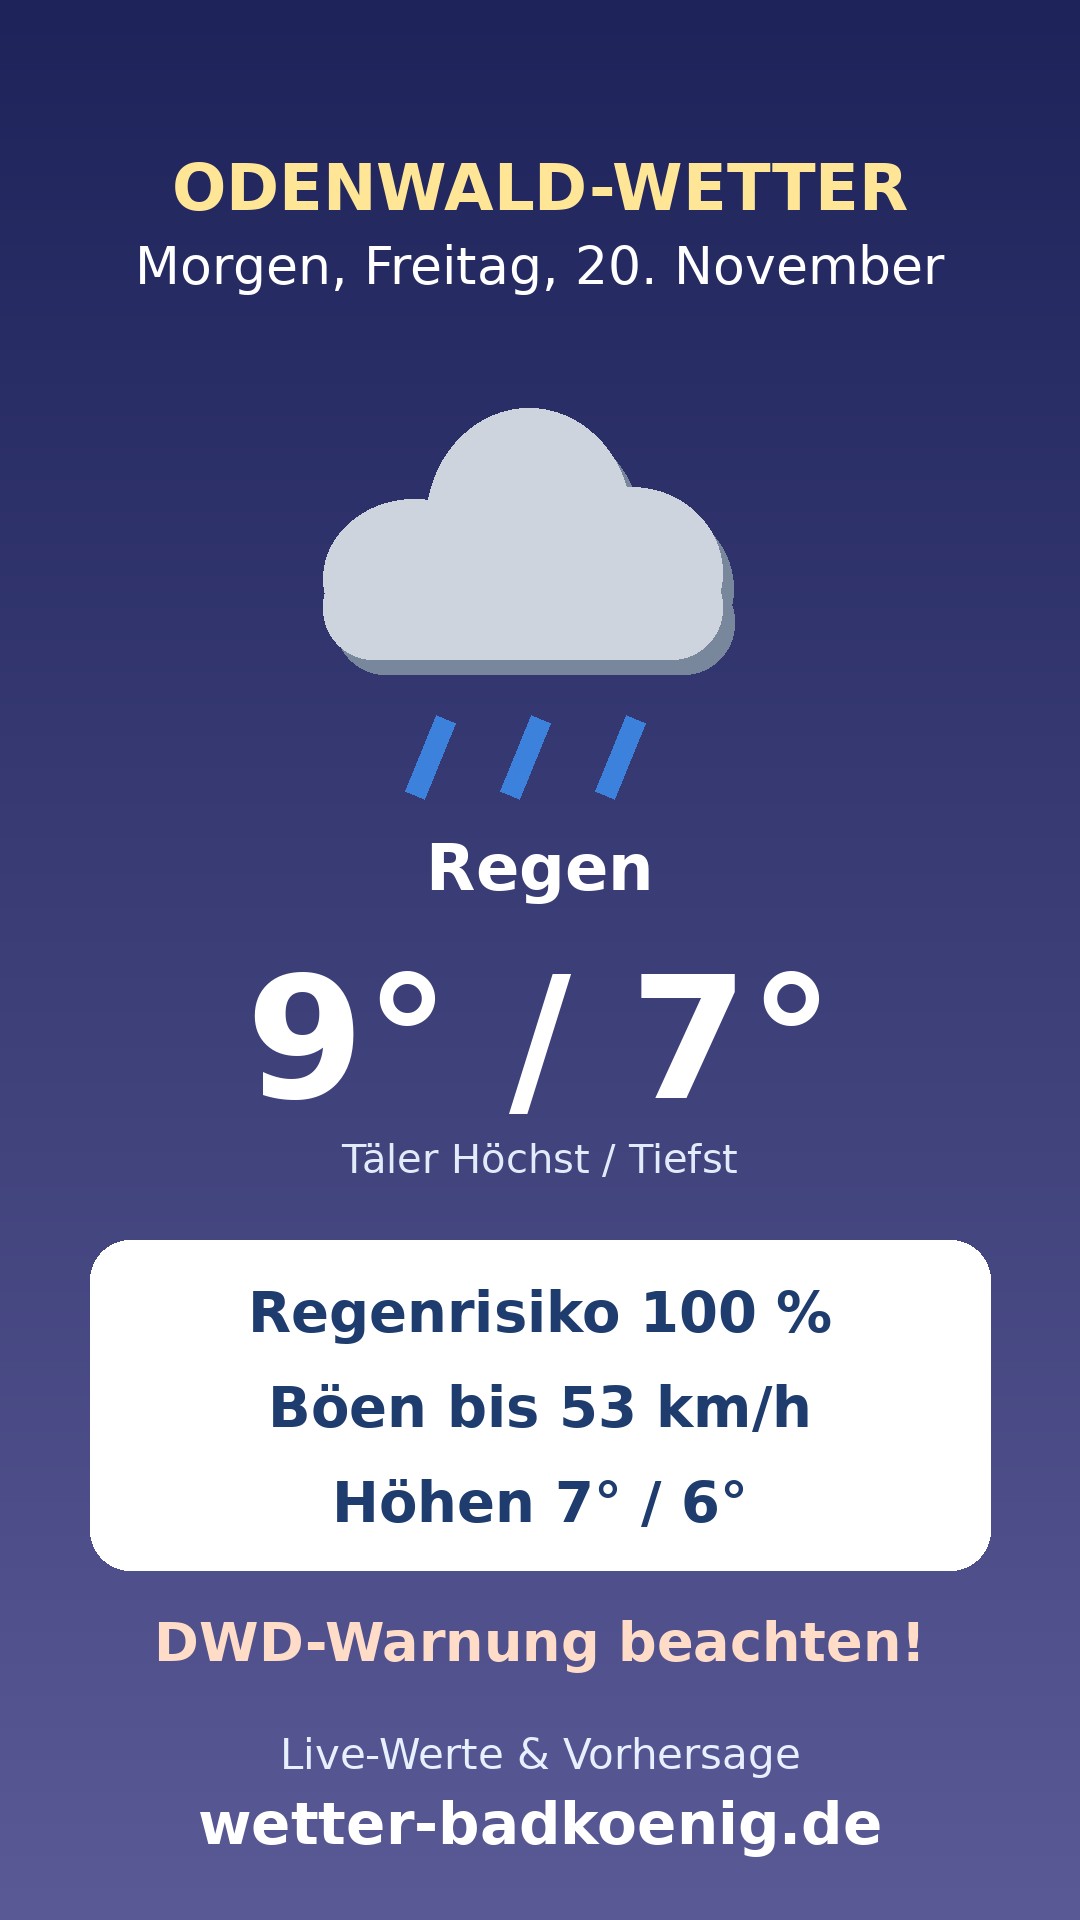 ODENWALD-WETTER
Morgen, Freitag, 20. November
Regen
9° / 7°
Täler Höchst / Tiefst
Regenrisiko 100 %
Böen bis 53 km/h
Höhen 7° / 6°
DWD-Warnung beachten!
Live-Werte & Vorhersage
wetter-badkoenig.de